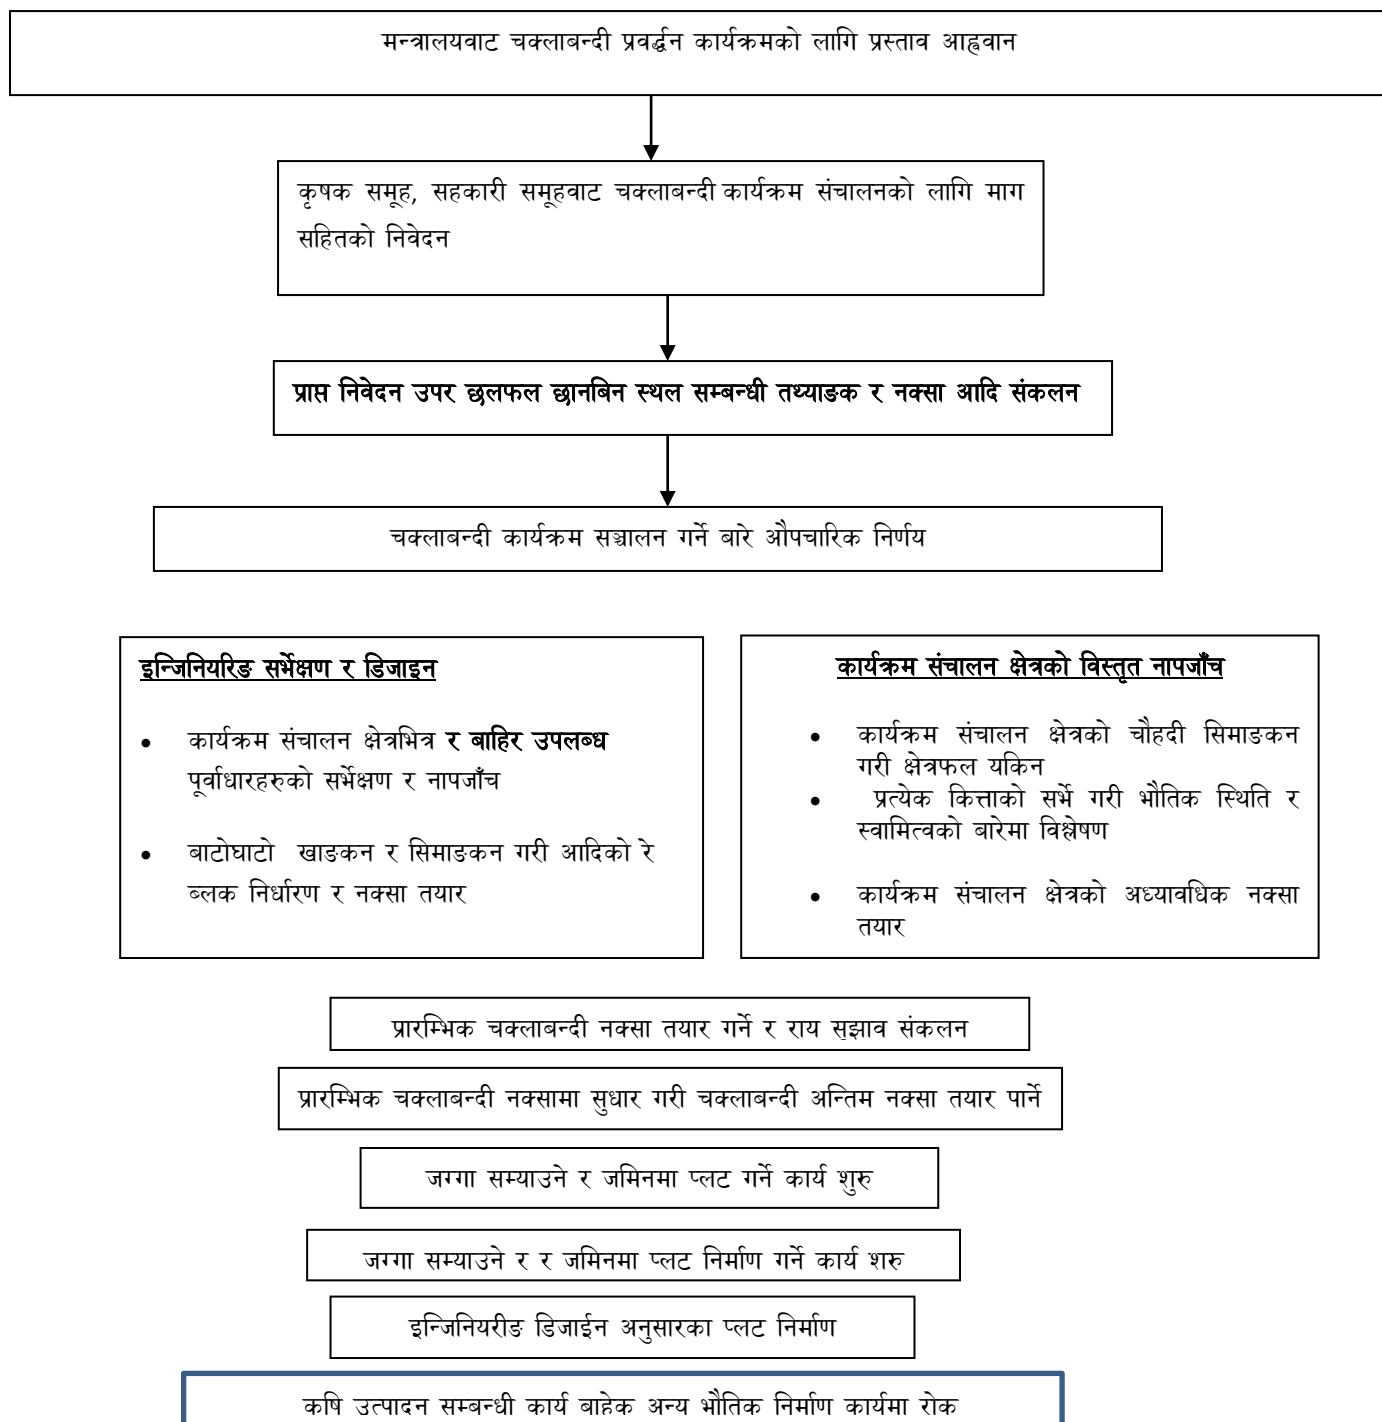 मन्त्रालयवाट चक्लाबन्दी प्रवर्द्धन कार्यक्रमको लागि प्रस्ताव आह्ववान
कृषक समूह, सहकारी समूहवाट चक्लाबन्दी कार्यक्रम संचालनको लागि माग
सहितको निवेदन
प्राप्त निवेदन उपर छलफल छानबिन स्थल सम्बन्धी तथ्याङक र नक्सा आदि संकलन
चक्लाबन्दी कार्यक्रम सञ्चालन गर्ने बारे औपचारिक निर्णय
इन्जिनियरिङ सर्भेक्षण र डिजाइन
• कार्यक्रम संचालन क्षेत्रभित्र र बाहिर उपलब्ध
पूर्वाधारहरुको सर्भेक्षण र नापजाँच
• बाटोघाटो खाङकन र सिमाङकन गरी आदिको रे
ब्लक निर्धारण र नक्सा तयार
कार्यक्रम संचालन क्षेत्रको विस्तृत नापजाँच
• कार्यक्रम संचालन क्षेत्रको चौहदी सिमाङकन
गरी क्षेत्रफल यकिन
• प्रत्येक कित्ताको सर्भे गरी भौतिक स्थिति र
स्वामित्वको बारेमा विश्लेषण
• कार्यक्रम संचालन क्षेत्रको अध्यावधिक नक्सा
तयार
प्रारम्भिक चक्लाबन्दी नक्सा तयार गर्ने र राय सुझाव संकलन
प्रारम्भिक चक्लाबन्दी नक्सामा सुधार गरी चक्लाबन्दी अन्तिम नक्सा तयार पार्ने
जग्गा सम्याउने र जमिनमा प्लट गर्ने कार्य शुरु
जग्गा सम्याउने र र जमिनमा प्लट निर्माण गर्ने कार्य शरु
इन्जिनियरीङ डिजाईन अनुसारका प्लट निर्माण
कषि उत्पादन सम्बन्धी कार्य बाहेक अन्य भौतिक निर्माण कार्यमा रोक